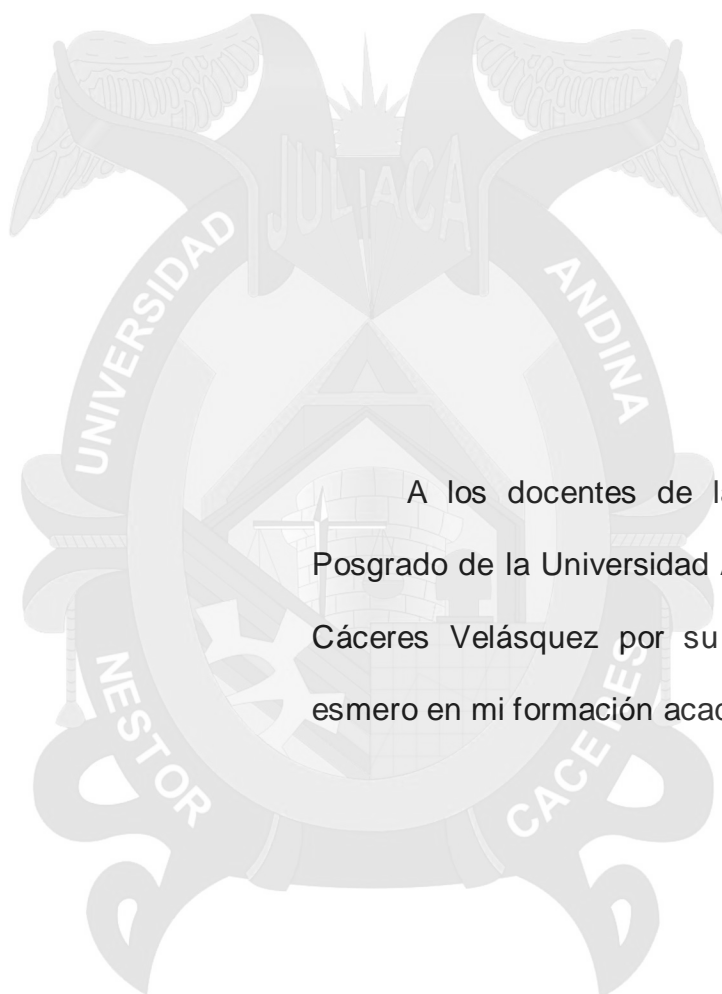 JULIACA
UNIVERSIDAD
ANDINA
A los docentes de
Posgrado de la Universidad
Cáceres Velásquez por su
esmero en mi formación
NESTOR
CACERES